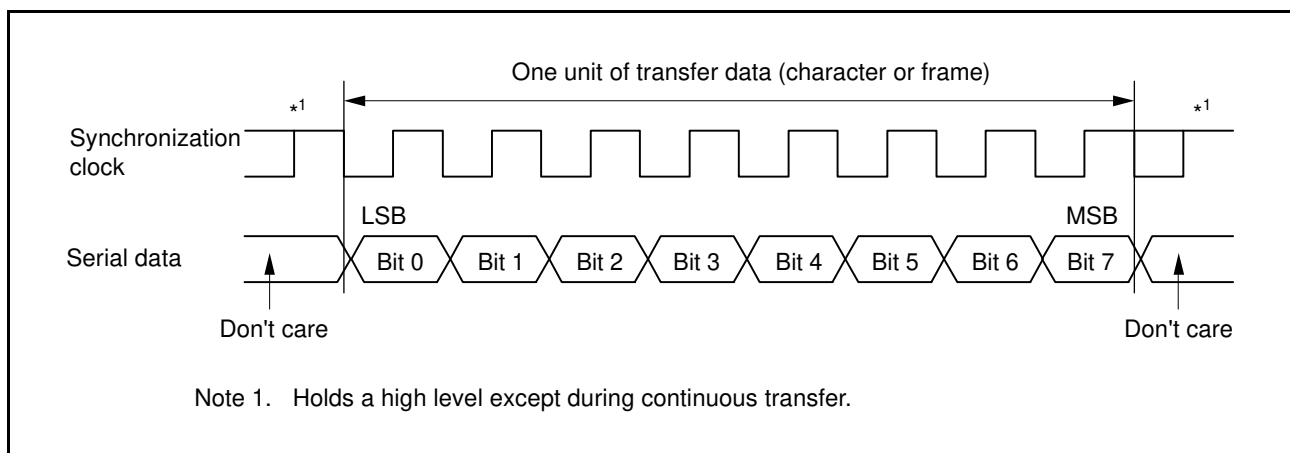 One unit of transfer data (character or frame)
*1 *1
Synchronization
clock
LSB MSB
Serial data Bit 0 Bit 1 Bit 2 Bit 3 Bit 4 Bit 5 Bit 6 Bit 7
Don't care Don't care
Note 1. Holds a high level except during continuous transfer.